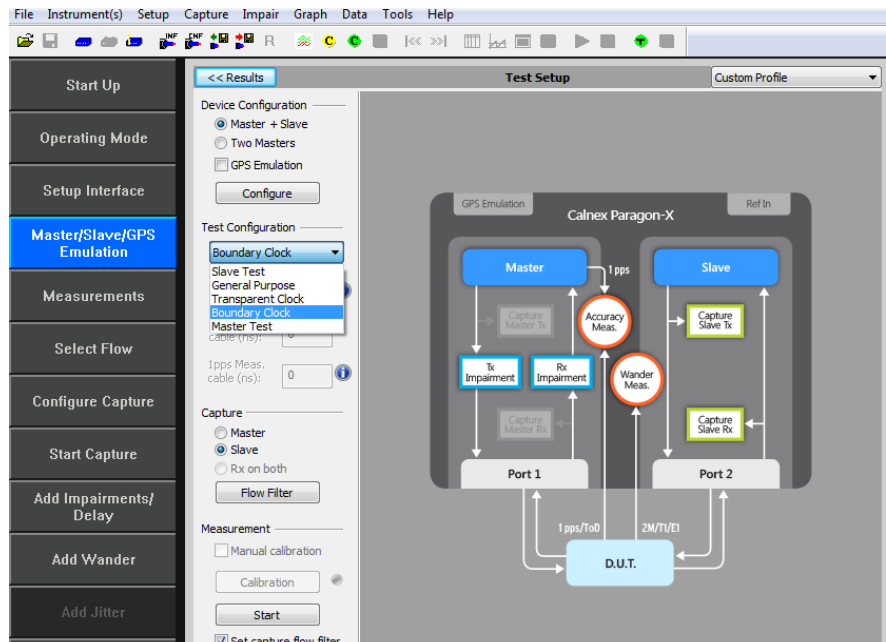 File Instrument(s) Setup Capture Impair Graph Data Tools Help
INF
INF
R
C
C
T
Start Up
Operating Mode
Setup Interface
Master/Slave/GPS
Emulation
Measurements
Select Flow
Configure Capture
Start Capture
Add Impairments/
Delay
Add Wander
Add Jitter
<< Results
Test Setup
Custom Profile
Device Configuration
Master + Slave
Two Masters
GPS Emulation
Configure
Test Configuration
Boundary Clock
Slave Test
General Purpose
Transparent Clock
Boundary Clock
Master Test
cable (ns):
0
1pps Meas.
cable (ns):
0
Capture
Master
Slave
Rx on both
Flow Filter
Measurement
Manual calibration
Calibration
Start
Set capture flow filter
GPS Emulation
Ref In
Calnex Paragon-X
Master
1 pps
Slave
Capture
Master Tx
Accuracy
Meas.
Capture
Slave Tx
Tx
Impairment
Rx
Impairment
Wander
Meas.
Capture
Master Rx
Capture
Slave Rx
Port 1
Port 2
1 pps/ToD
2M/T1/E1
D.U.T.